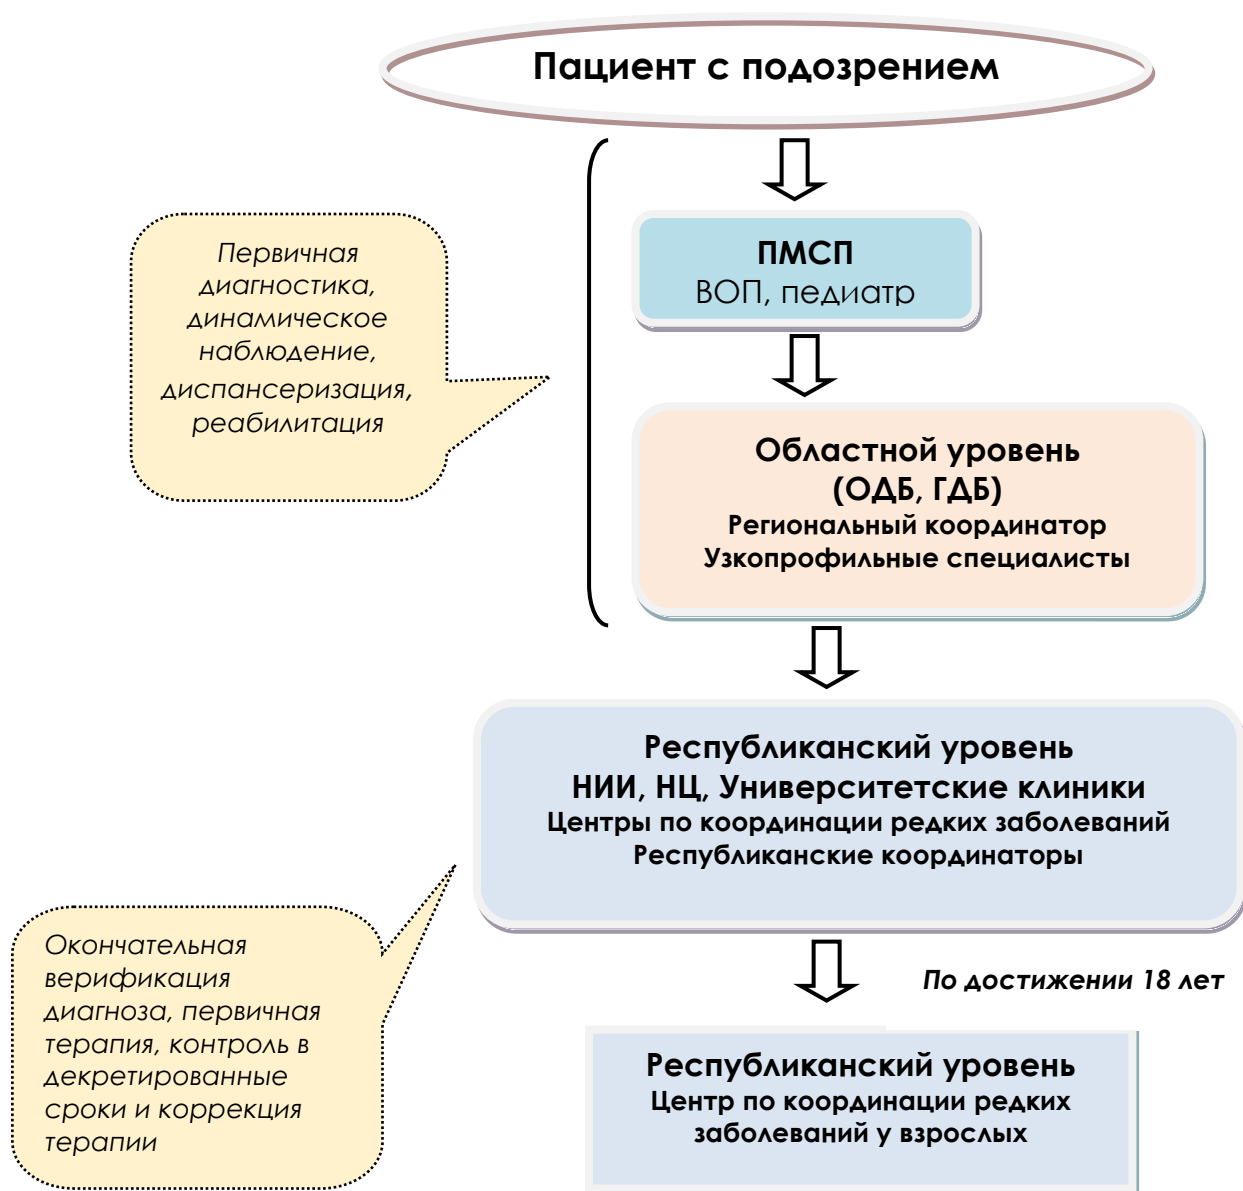 Пациент с подозрением
ПМСП
ВОП, педиатр
Первичная
диагностика,
динамическое
наблюдение,
диспансеризация,
реабилитация
Областной уровень
(ОДБ, ГДБ)
Региональный координатор
Узкопрофильные специалисты
Республиканский уровень
НИИ, НЦ, Университетские клиники
Центры по координации редких заболеваний
Республиканские координаторы
Окончательная
верификация
диагноза, первичная
терапия, контроль в
декретированные
сроки и коррекция
терапии
По достижении 18 лет
Республиканский уровень
Центр по координации редких
заболеваний у взрослых